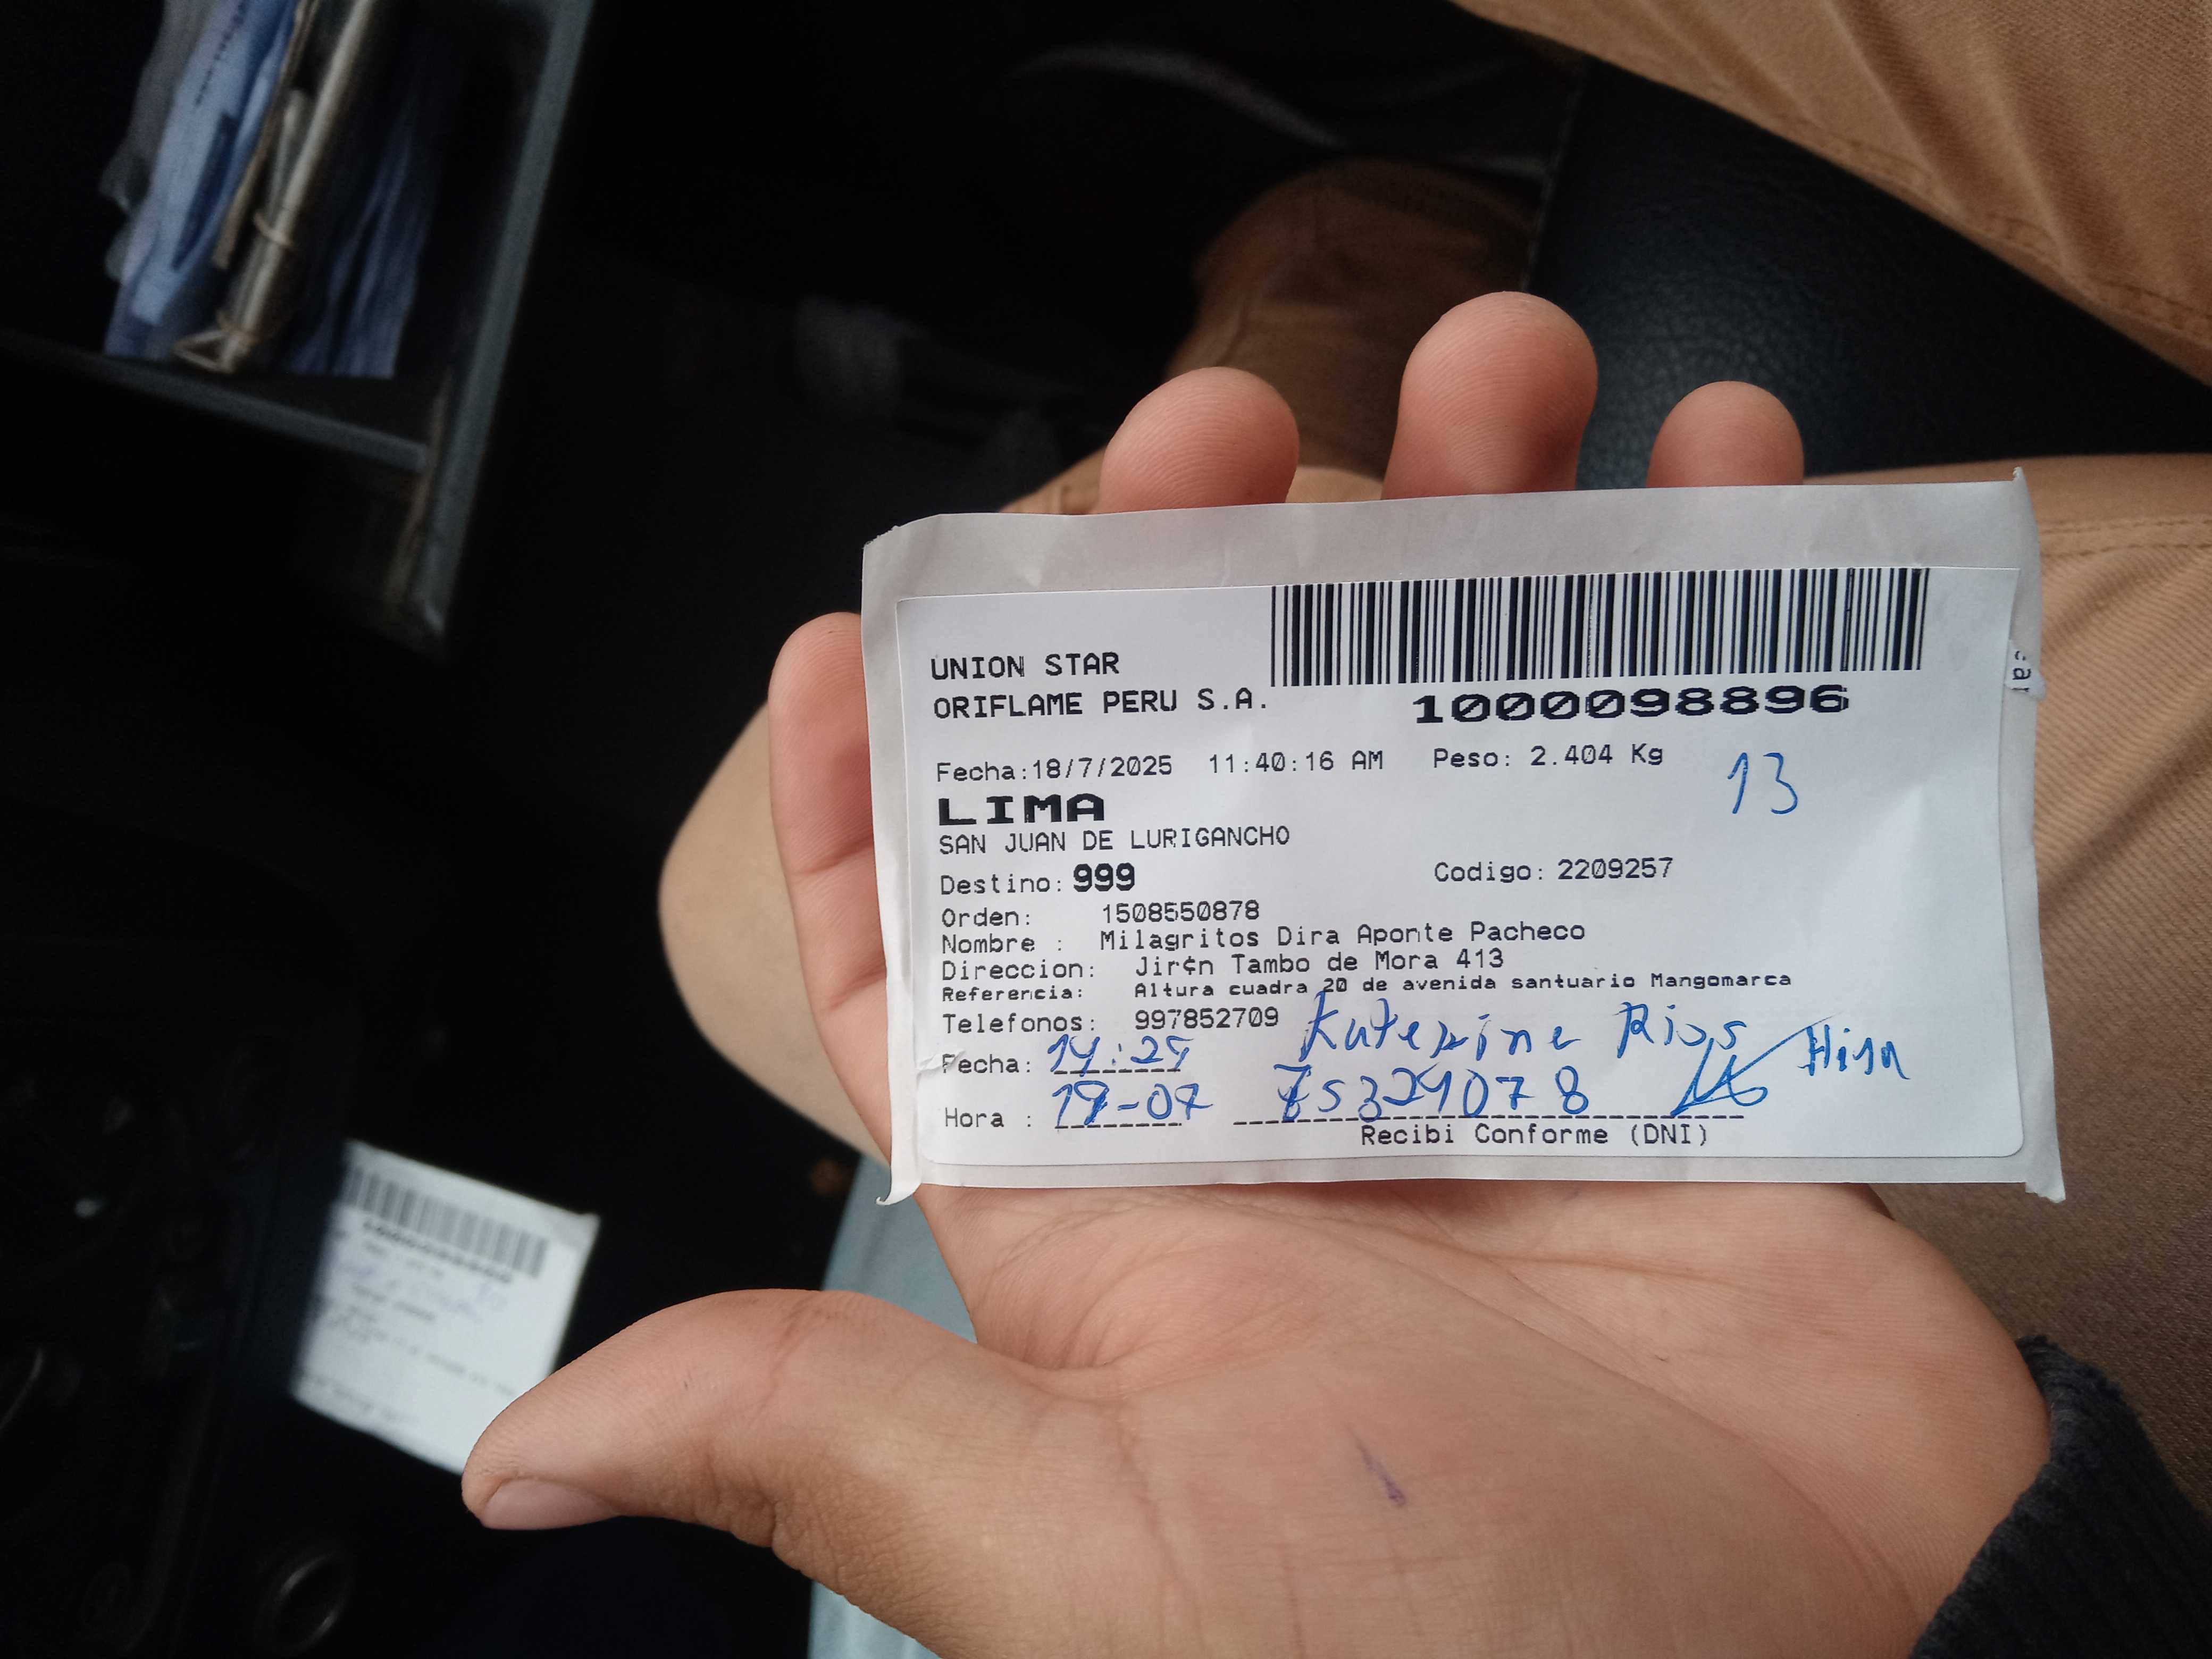 UNION STAR
ORIFLAME PERU S.A.
1000098896
Fecha:18/7/2025 11:40:16 AM Peso: 2.404 Kg
13
LIMA
SAN JUAN DE LURIGANCHO
Destino: 999 Codigo: 2209257
Orden: 1508550878
Nombre : Milagritos Dira Aponte Pacheco
Direccion: Jir¢n Tambo de Mora 413
Referencia: Altura cuadra 20 de avenida santuario Mangomarca
Telefonos: 997852709
Katerine Rios
Fecha: 14:25
Hora : 19-07 75329078
Recibi Conforme (DNI)